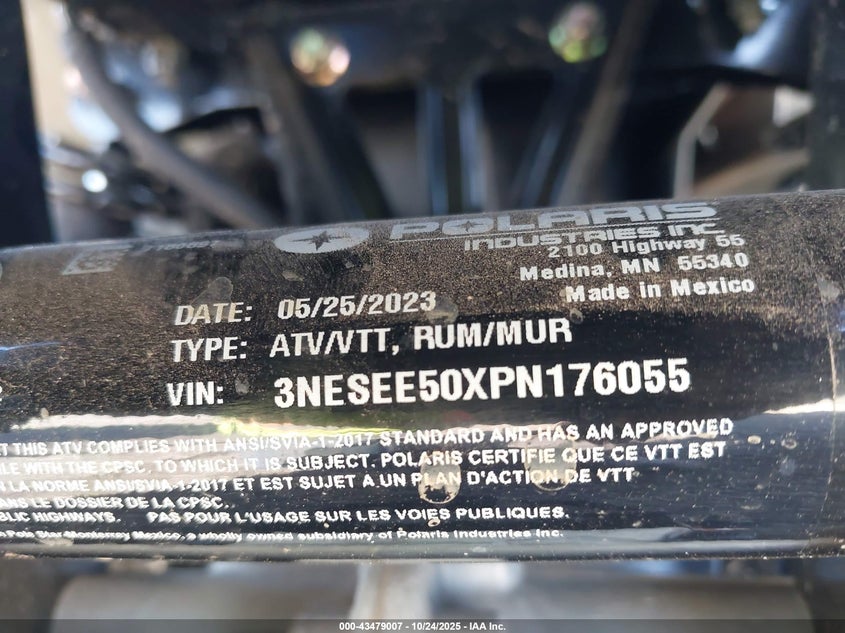 POLARIS
INDUSTRIES INC.
2100 Highway 55
Medina, MN 55340
Made in Mexico
DATE: 05/25/2023
TYPE: ATV/VTT, RUM/MUR
VIN: 3NESEE50XPN176055
THIS ATV COMPLIES WITH ANSI/SVIA-1-2017 STANDARD AND HAS AN APPROVED
WITH THE CPSC, TO WHICH IT IS SUBJECT. POLARIS CERTIFIE QUE CE VTT EST
LA NORME ANSI/SVIA-1-2017 ET EST SUJET A UN PLAN D'ACTION DE VTT
LE DOSSIER DE LA CPSC.
HIGHWAYS. PAS POUR L'USAGE SUR LES VOIES PUBLIQUES.
Star Monterrey Mexico, a wholly owned subsidiary of Polaris Industries Inc.
000-43479007 - 10/24/2025 - IAA Inc.